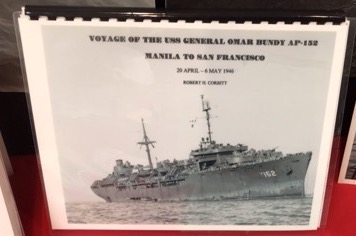 VOYAGE OF THE USS GENERAL OMAR BUNDY AP-152
MANILA TO SAN FRANCISCO
20 APRIL - 6 MAY 1946
ROBERT H. CORBITT
152